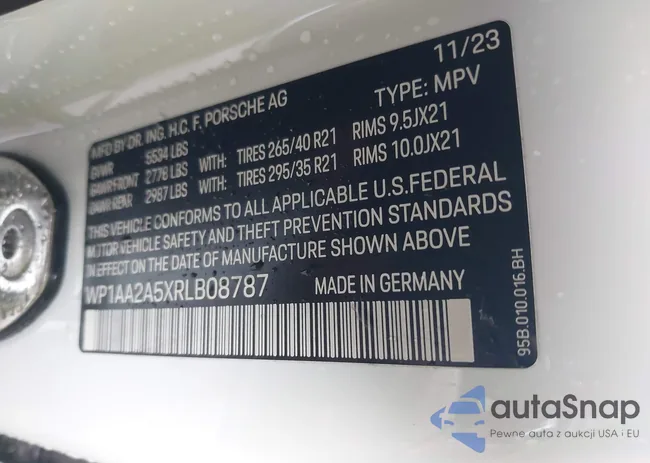 11/23
MFD BY DR. ING. H.C. F. PORSCHE AG TYPE: MPV
GVWR 5534 LBS
GAWR FRONT 2778 LBS WITH: TIRES 265/40 R21 RIMS 9.5JX21
GAWR REAR 2987 LBS WITH: TIRES 295/35 R21 RIMS 10.0JX21
THIS VEHICLE CONFORMS TO ALL APPLICABLE U.S.FEDERAL
MOTOR VEHICLE SAFETY AND THEFT PREVENTION STANDARDS
IN EFFECT ON THE DATE OF MANUFACTURE SHOWN ABOVE
WP1AA2A5XRLB08787 MADE IN GERMANY
95B.010.016.BH
autoSnap
Pewne auta z aukcji USA i EU